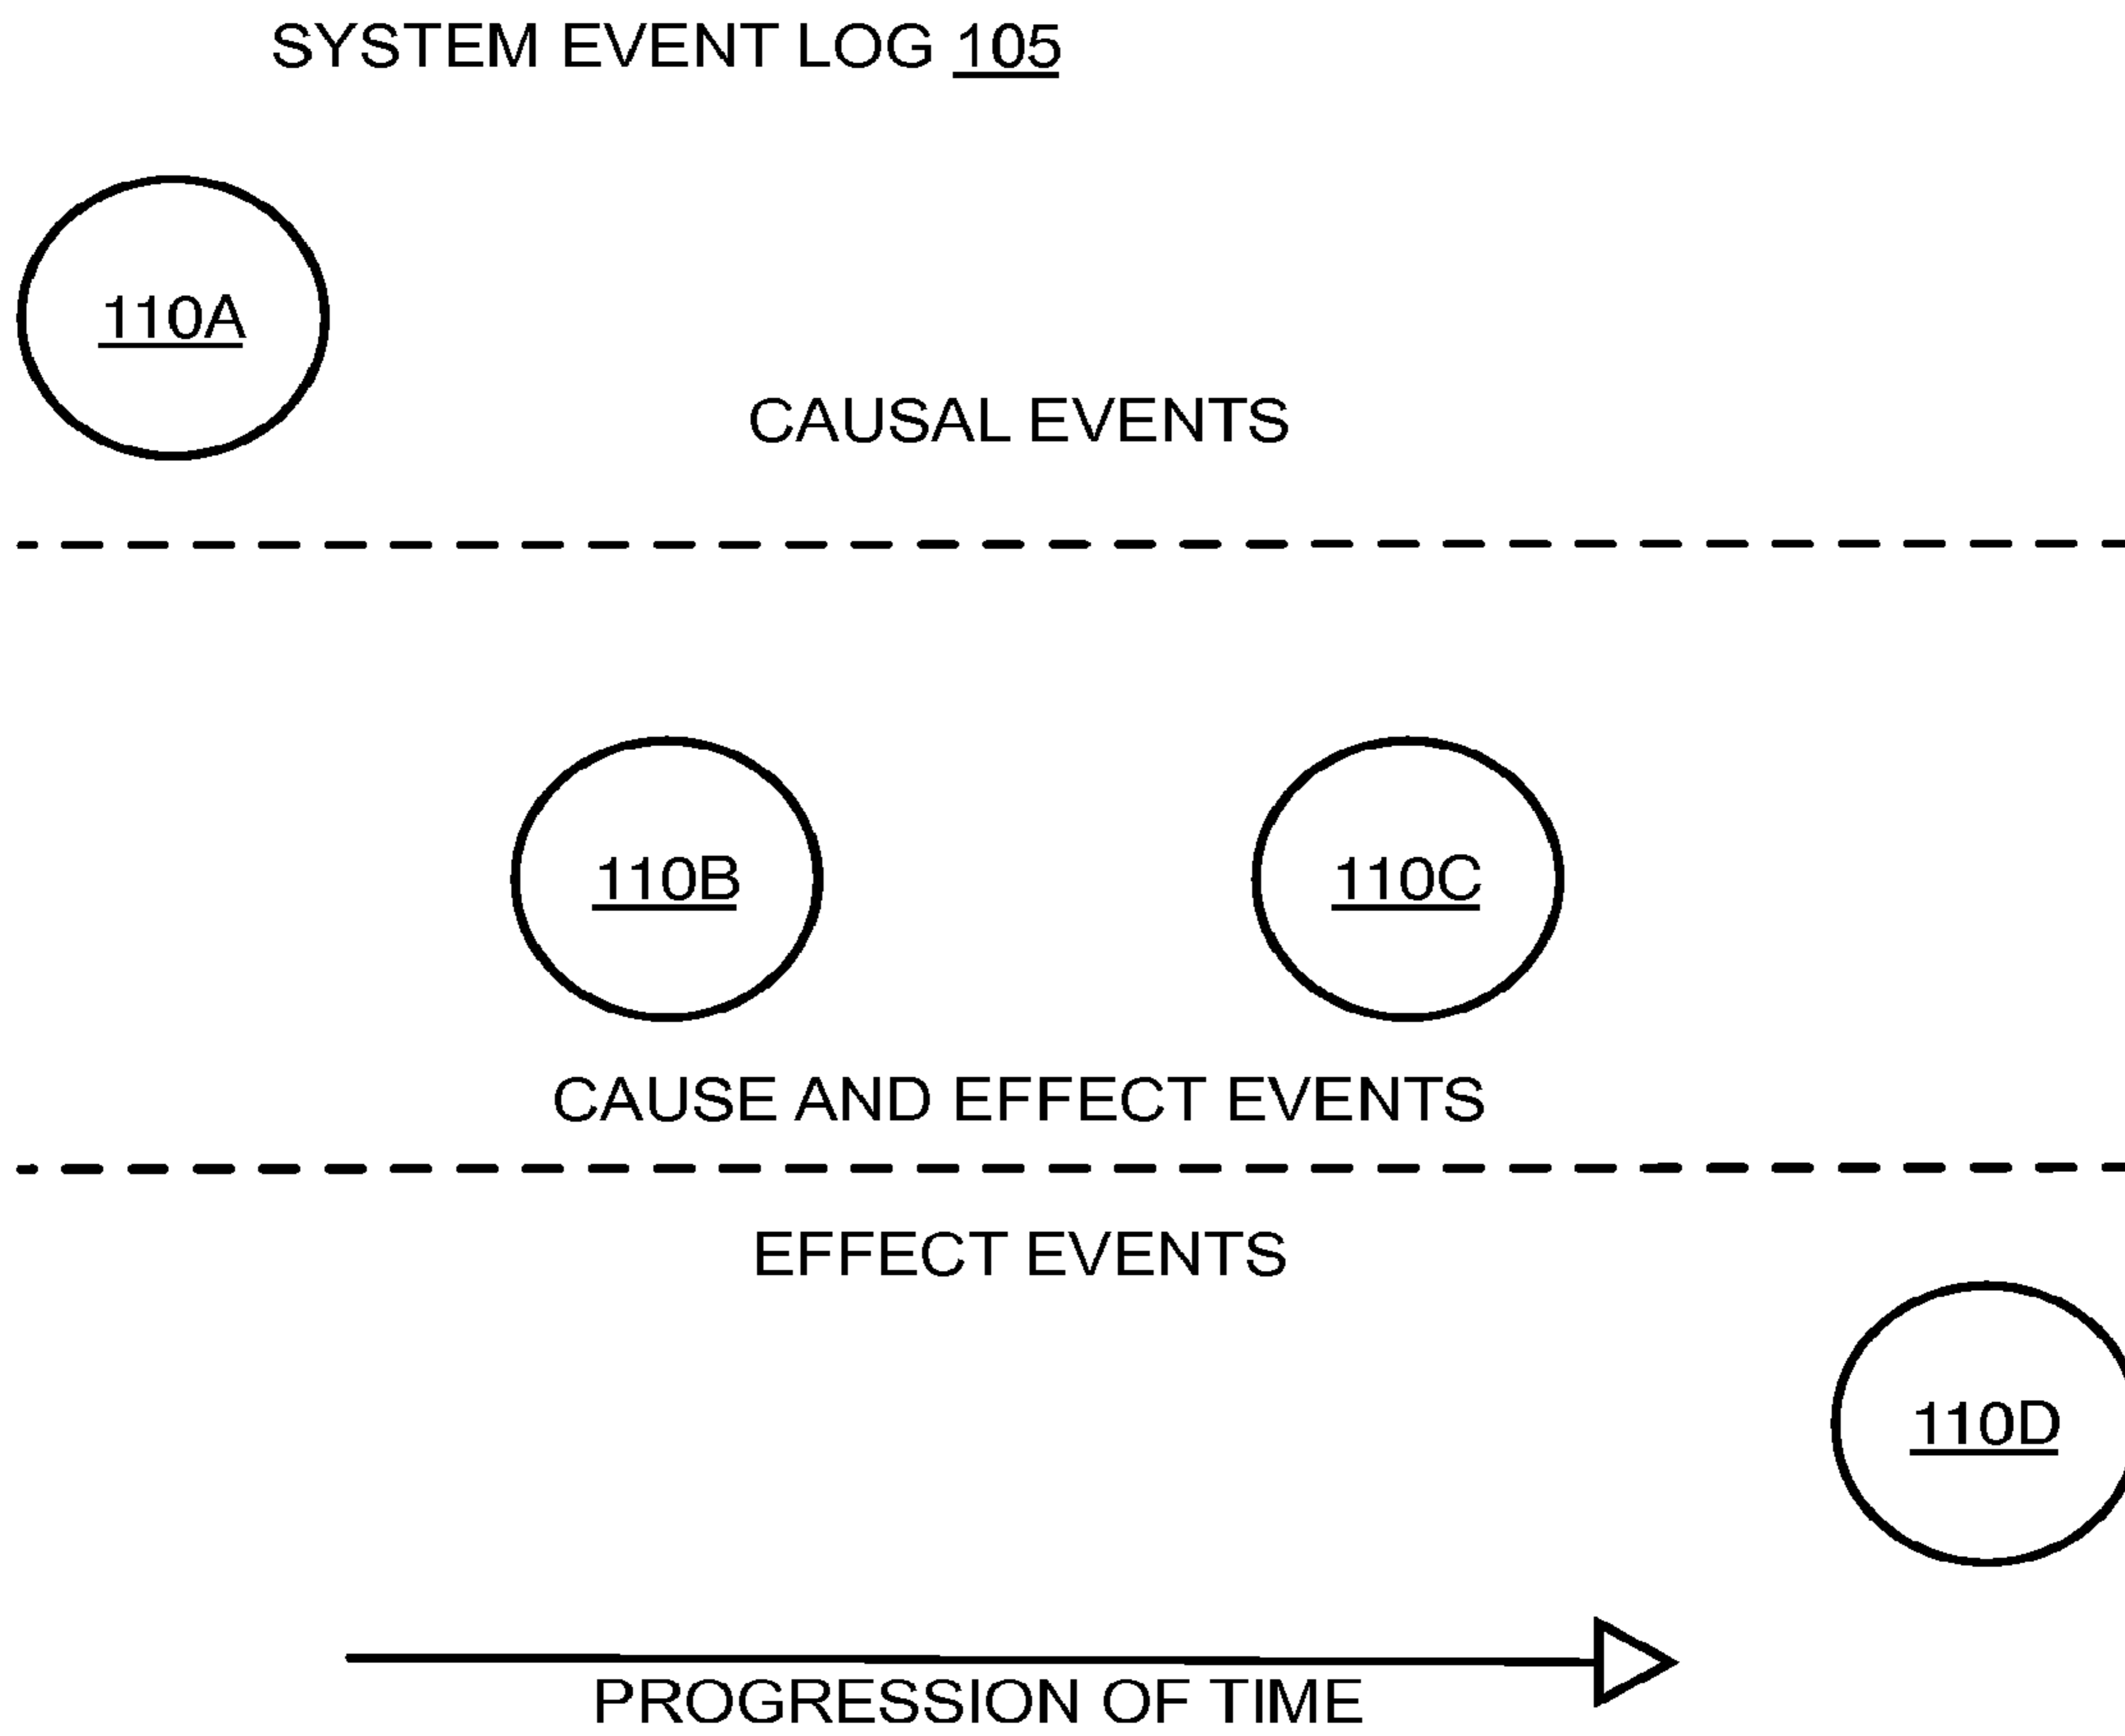 SYSTEM EVENT LOG 105
110A
CAUSAL EVENTS
110B
110C
CAUSE AND EFFECT EVENTS
EFFECT EVENTS
110D
PROGRESSION OF TIME